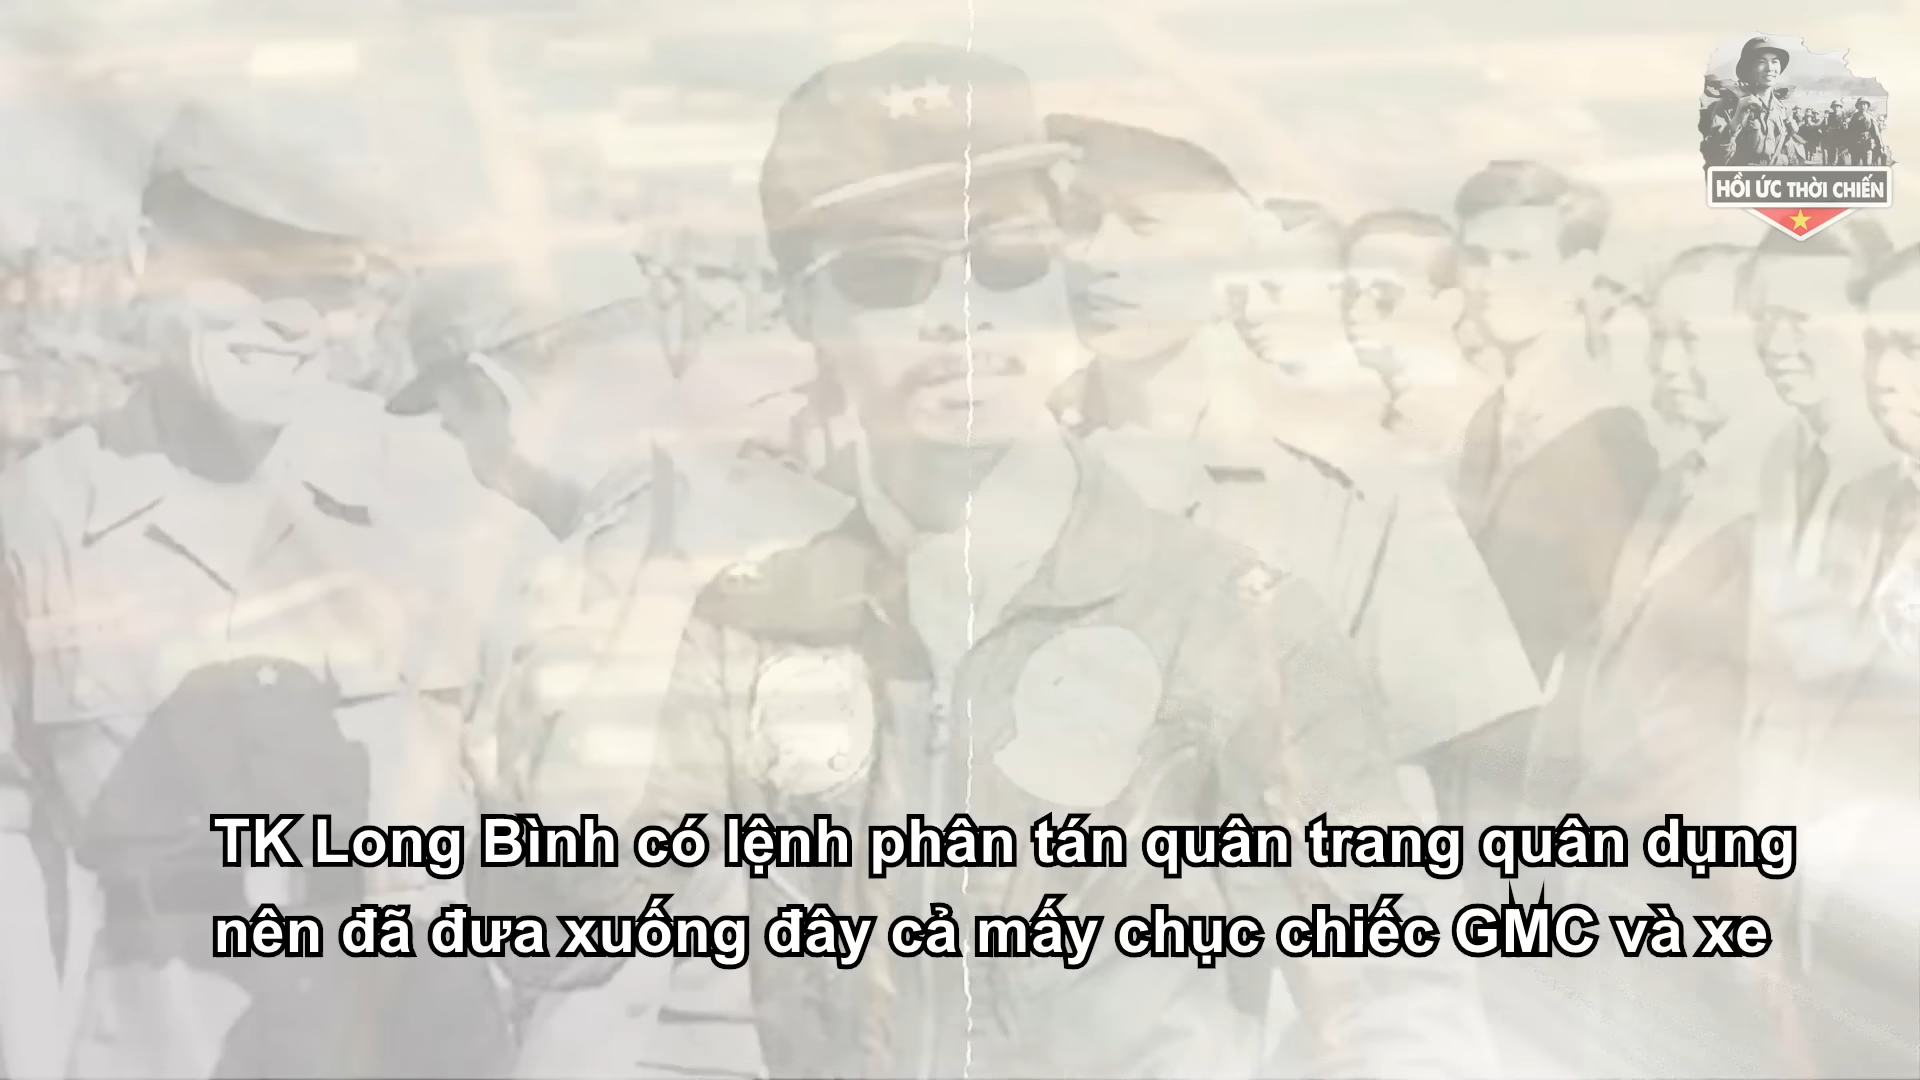 HỒI ỨC THỜI CHIẾN
TK Long Bình có lệnh phân tán quân trang quân dụng
nên đã đưa xuống đây cả mấy chục chiếc GMC và xe